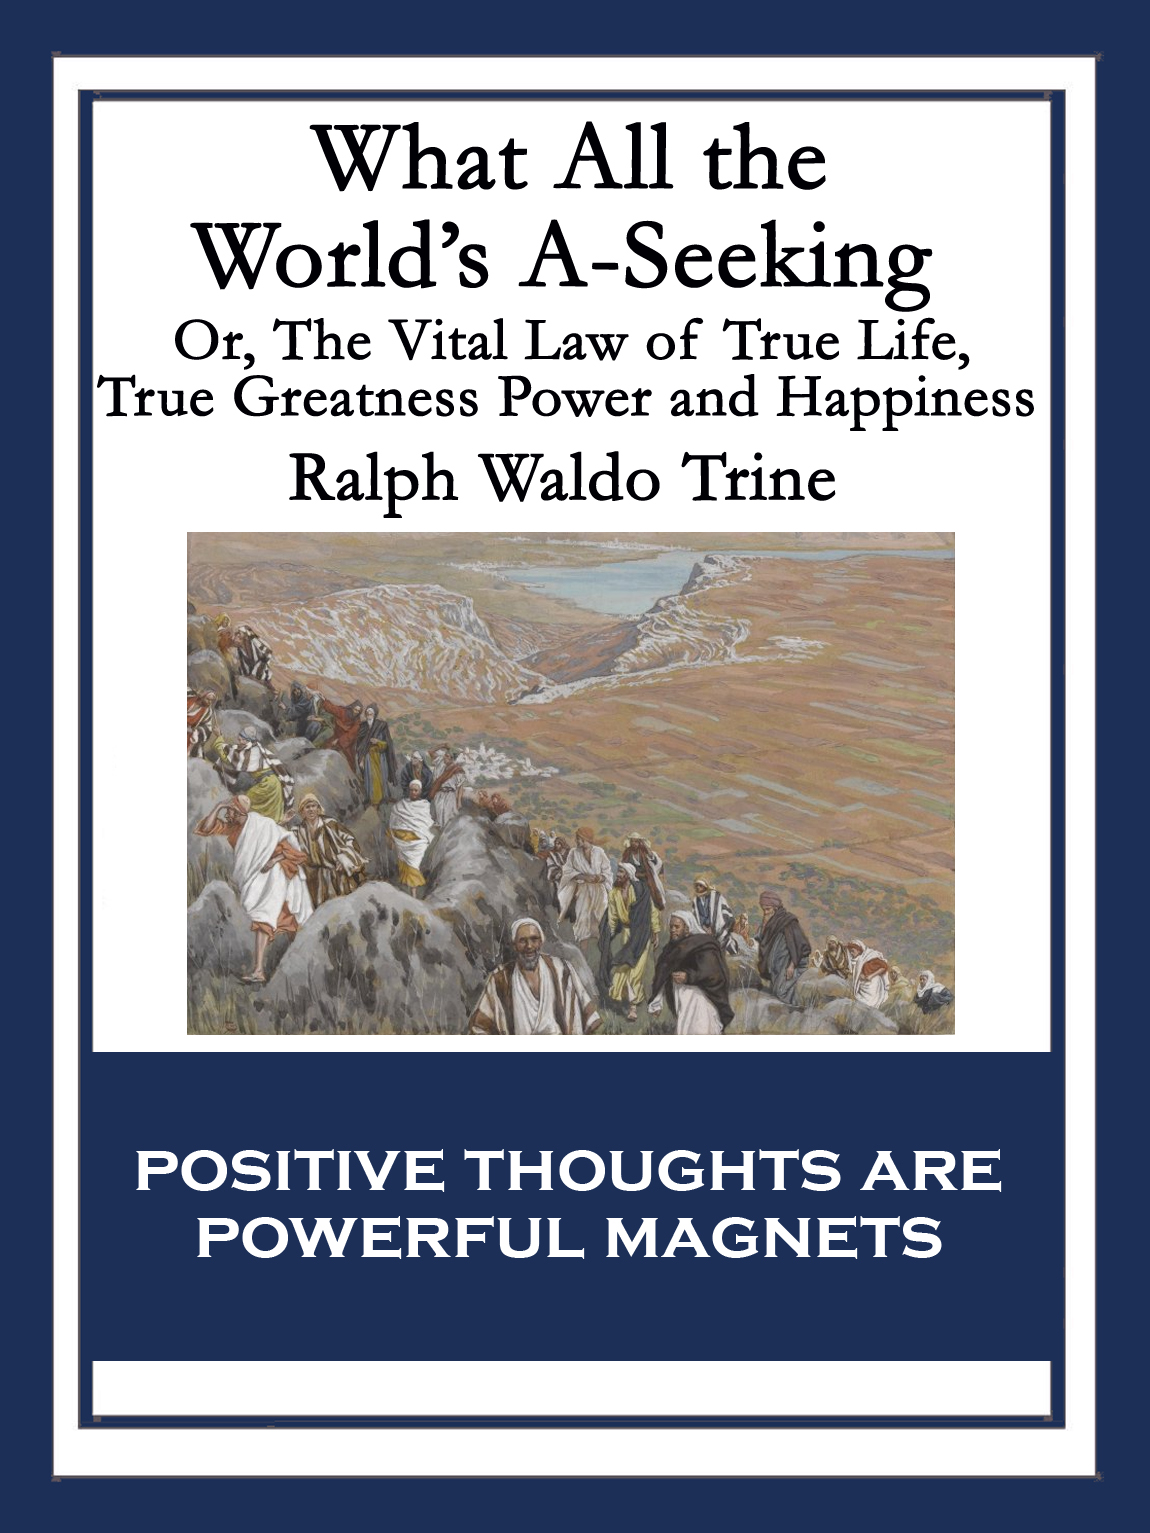 What All the
World’s A-Seeking
Or, The Vital Law of True Life,
True Greatness Power and Happiness
Ralph Waldo Trine
POSITIVE THOUGHTS ARE
POWERFUL MAGNETS